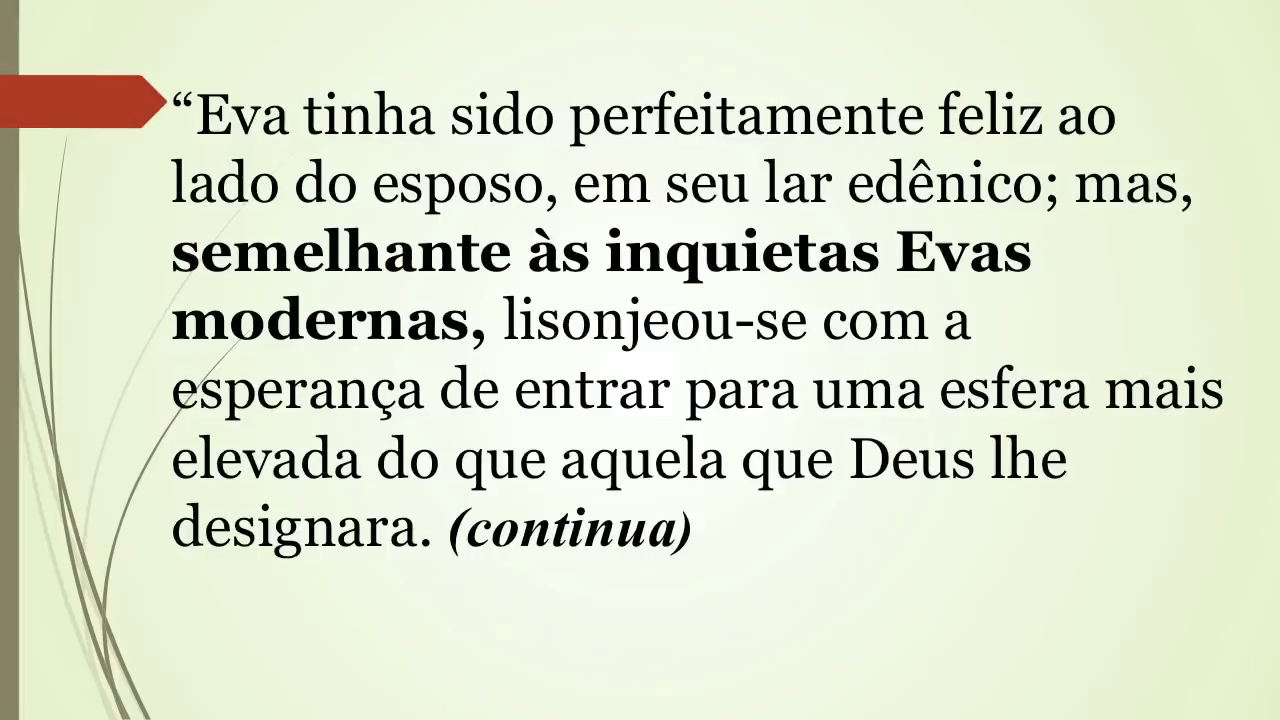 “Eva tinha sido perfeitamente feliz ao
lado do esposo, em seu lar edênico; mas,
semelhante às inquietas Evas
modernas, lisonjeou-se com a
esperança de entrar para uma esfera mais
elevada do que aquela que Deus lhe
designara. (continua)